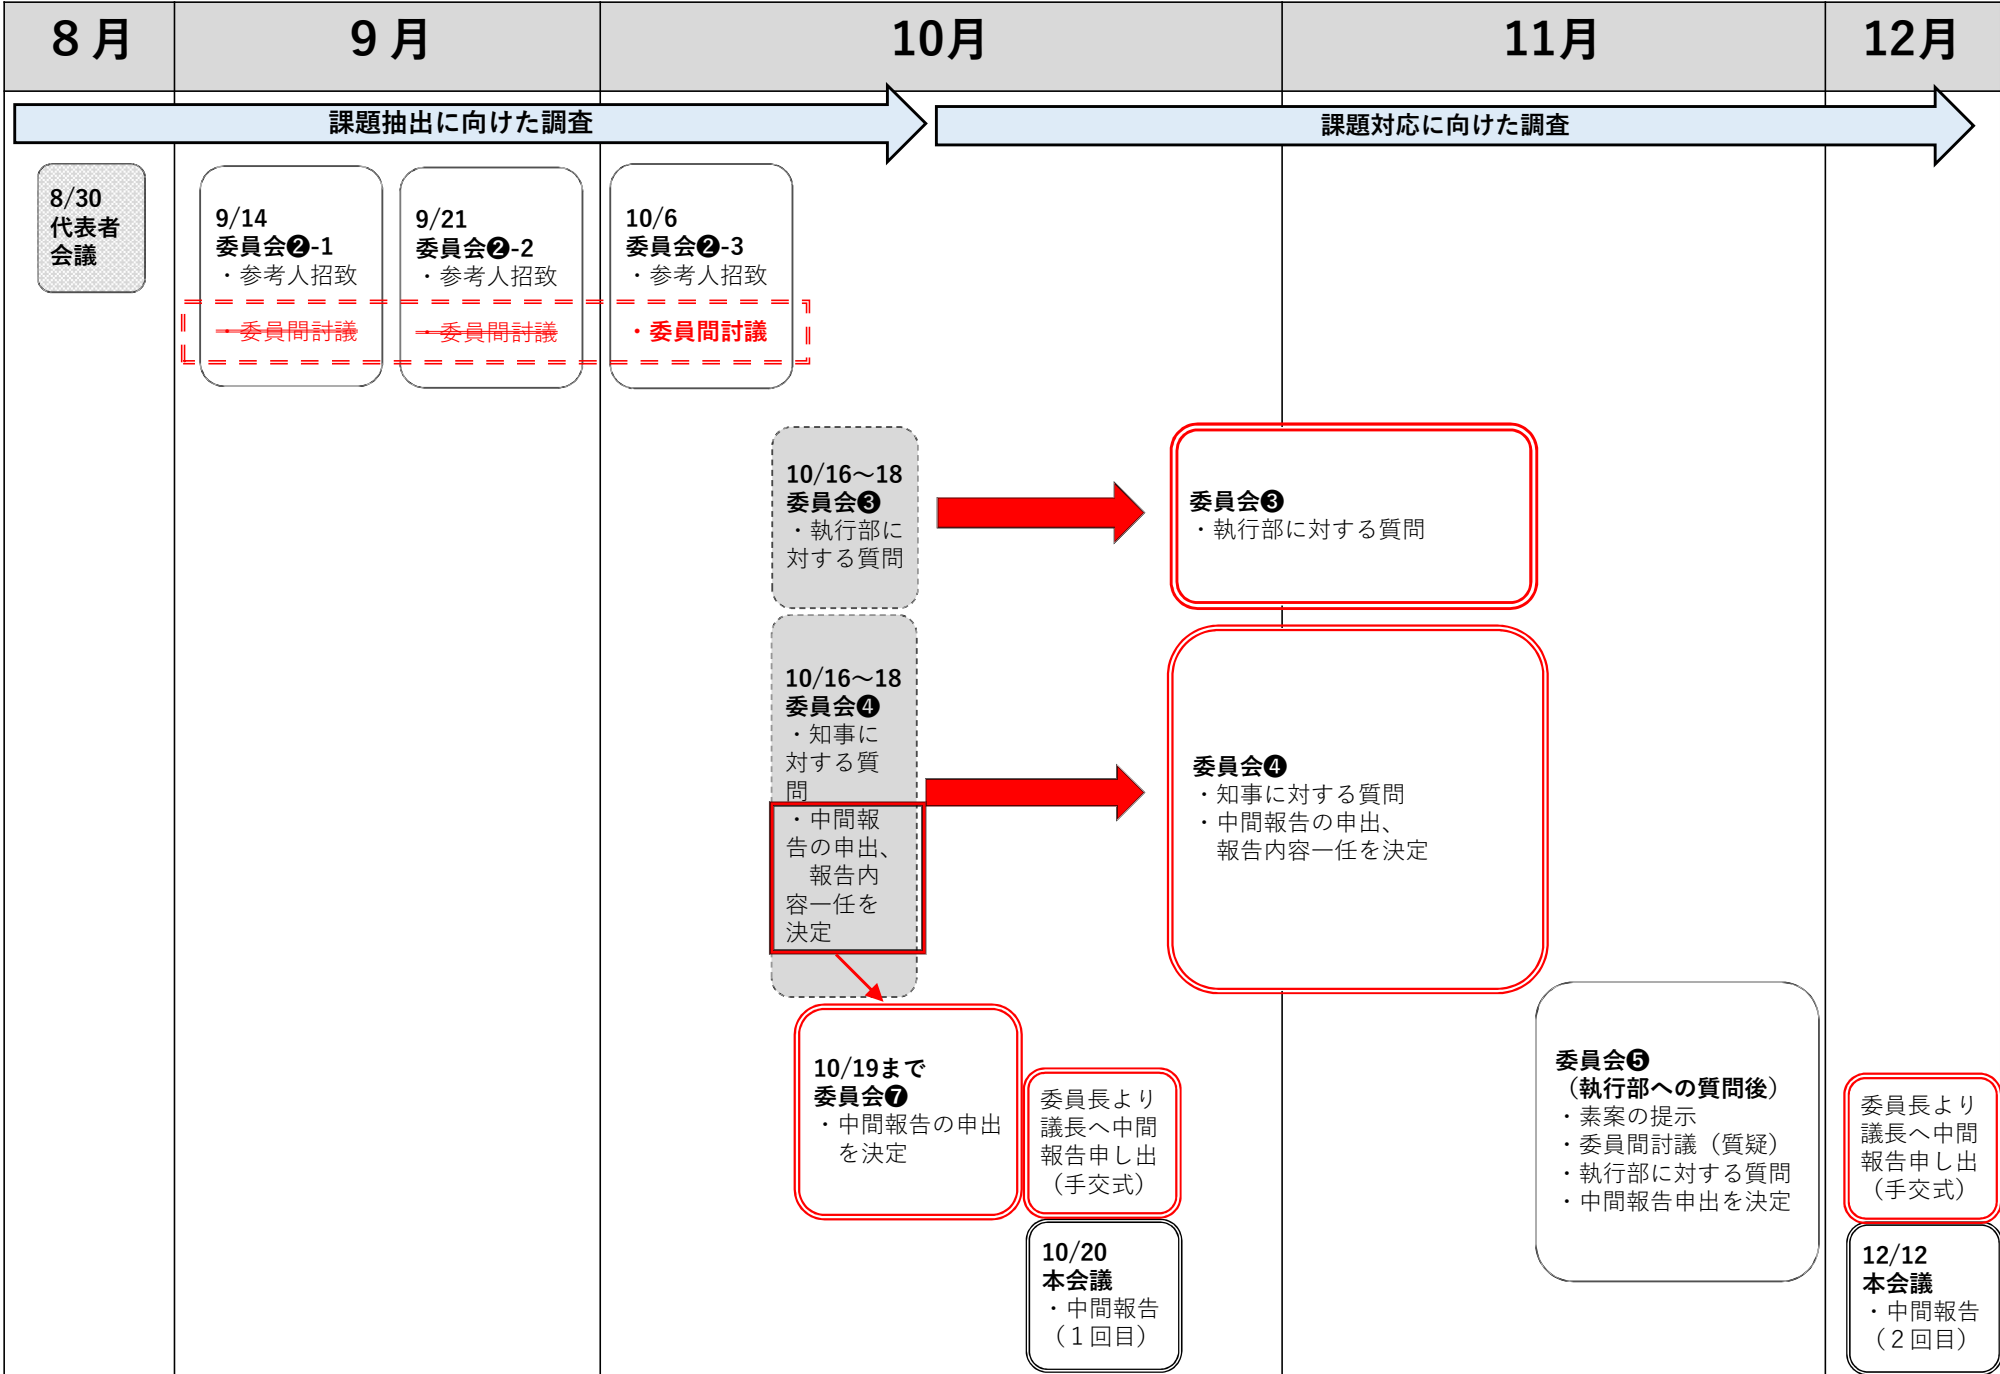 8月
9月
10月
11月
12月
課題抽出に向けた調査
課題対応に向けた調査
8/30
代表者
会議
9/14
委員会❷-1
・参考人招致
・委員間討議
9/21
委員会❷-2
・参考人招致
・委員間討議
10/6
委員会❷-3
・参考人招致
・委員間討議
10/16～18
委員会❸
・執行部に
対する質問
委員会❸
・執行部に対する質問
10/16～18
委員会❹
・知事に
対する質
問
・中間報
告の申出、
報告内
容一任を
決定
委員会❹
・知事に対する質問
・中間報告の申出、
報告内容一任を決定
10/19まで
委員会❼
・中間報告の申出
を決定
委員長より
議長へ中間
報告申し出
（手交式）
10/20
本会議
・中間報告
（１回目）
委員会❺
（執行部への質問後）
・素案の提示
・委員間討議（質疑）
・執行部に対する質問
・中間報告申出を決定
委員長より
議長へ中間
報告申し出
（手交式）
12/12
本会議
・中間報告
（２回目）